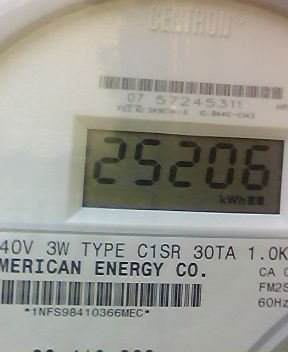 CENTRON®
07 57245311
25206
kWh
40V 3W TYPE C1SR 30TA 1.0K
MERICAN ENERGY CO.
CA 0
FM2S
60Hz
*1NFS98410366MEC*